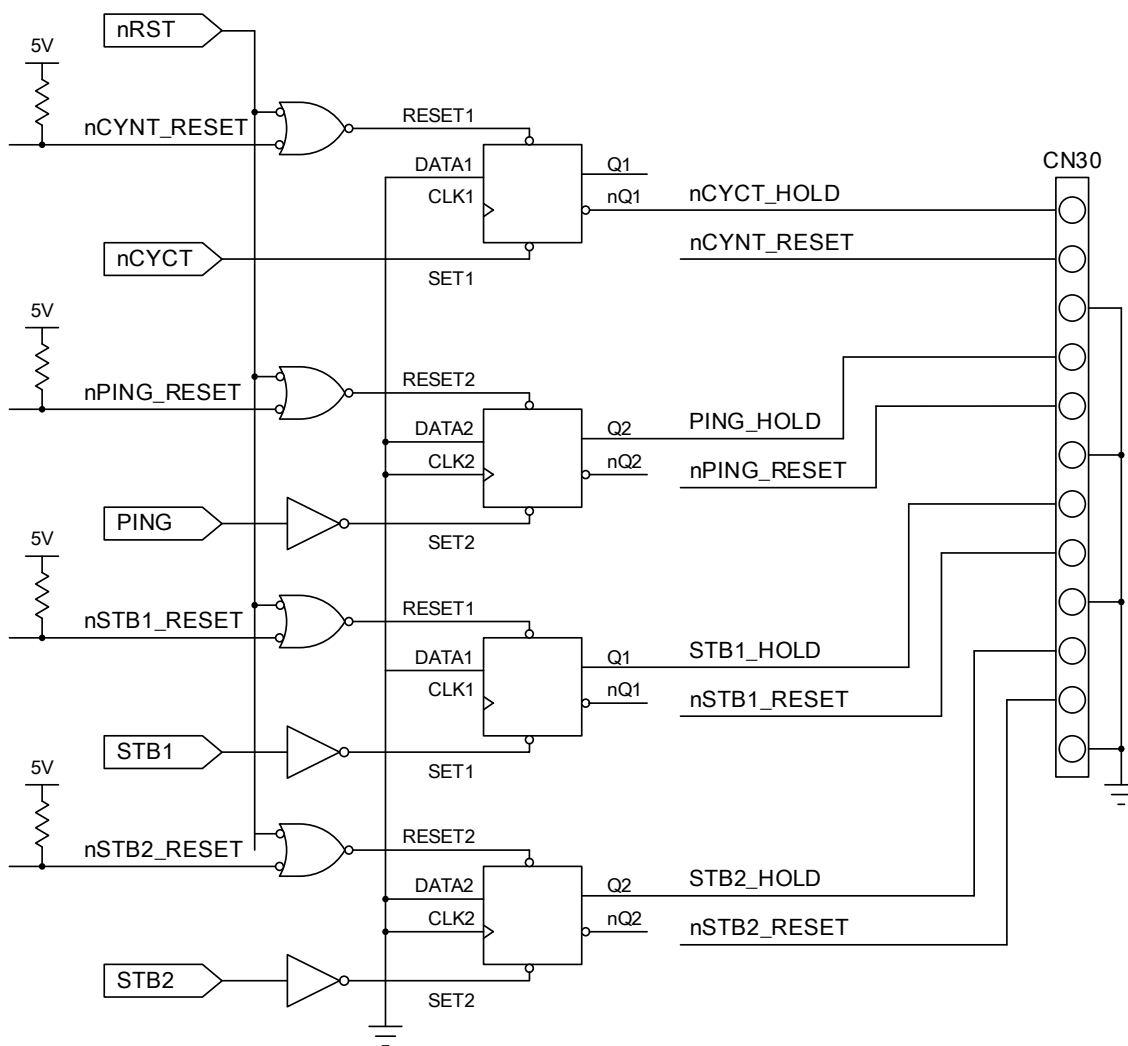 nRST
5V
nCYNT_RESET
RESET1
DATA1
CLK1
Q1
nQ1
nCYCT_HOLD
CN30
nCYNT_RESET
nCYCT
SET1
5V
nPING_RESET
RESET2
DATA2
CLK2
Q2
nQ2
PING_HOLD
nPING_RESET
PING
SET2
5V
nSTB1_RESET
RESET1
DATA1
CLK1
Q1
nQ1
STB1_HOLD
nSTB1_RESET
STB1
SET1
5V
nSTB2_RESET
RESET2
DATA2
CLK2
Q2
nQ2
STB2_HOLD
nSTB2_RESET
STB2
SET2